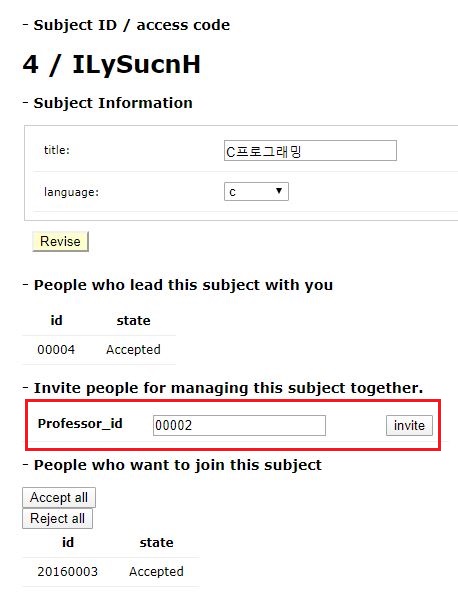 - Subject ID / access code
4 / ILySucnH
- Subject Information
title: C프로그래밍
language: c
Revise
- People who lead this subject with you
id state
00004 Accepted
- Invite people for managing this subject together.
Professor_id 00002 invite
- People who want to join this subject
Accept all
Reject all
id state
20160003 Accepted